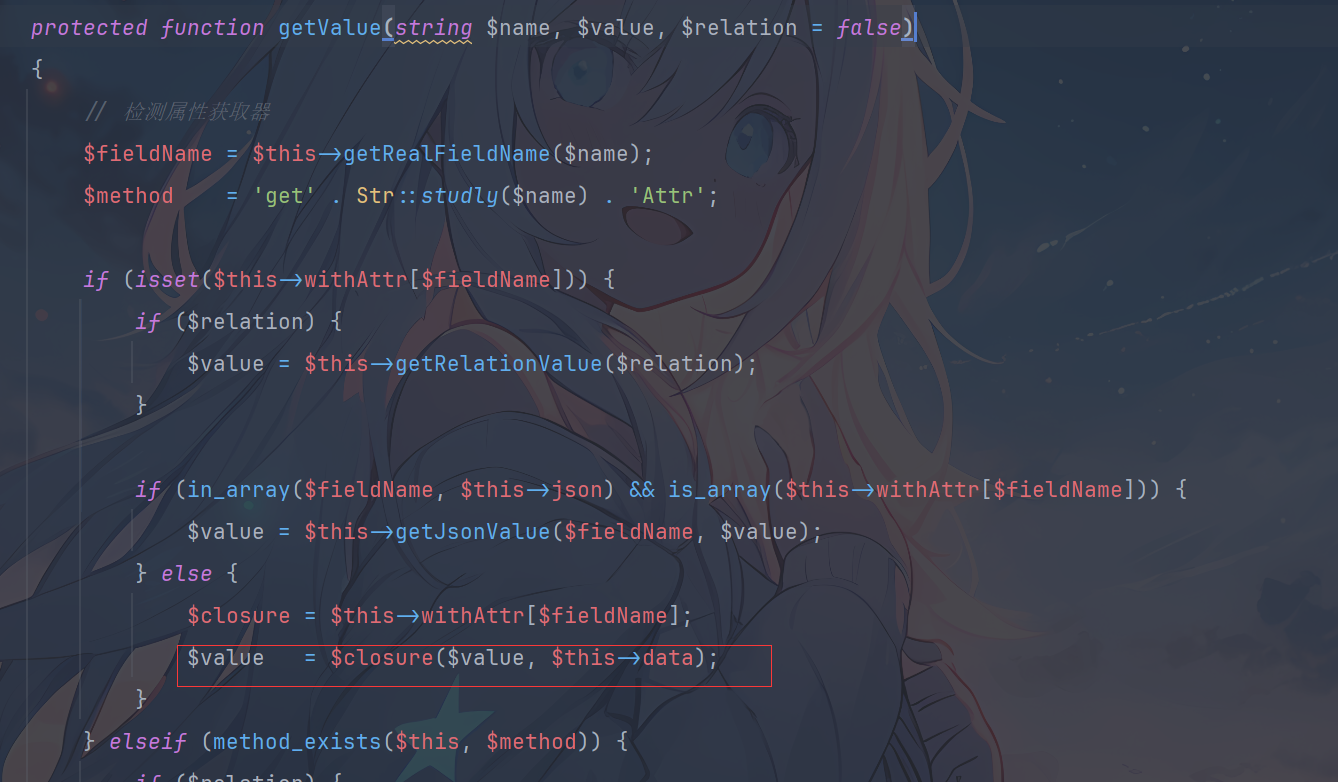 protected function getValue(string $name, $value, $relation = false)
{
// 检测属性获取器
$fieldName = $this->getRealFieldName($name);
$method = 'get' . Str::studly($name) . 'Attr';
if (isset($this->withAttr[$fieldName])) {
if ($relation) {
$value = $this->getRelationValue($relation);
}
if (in_array($fieldName, $this->json) && is_array($this->withAttr[$fieldName])) {
$value = $this->getJsonValue($fieldName, $value);
} else {
$closure = $this->withAttr[$fieldName];
$value = $closure($value, $this->data);
}
} elseif (method_exists($this, $method)) {
if ($relation) {